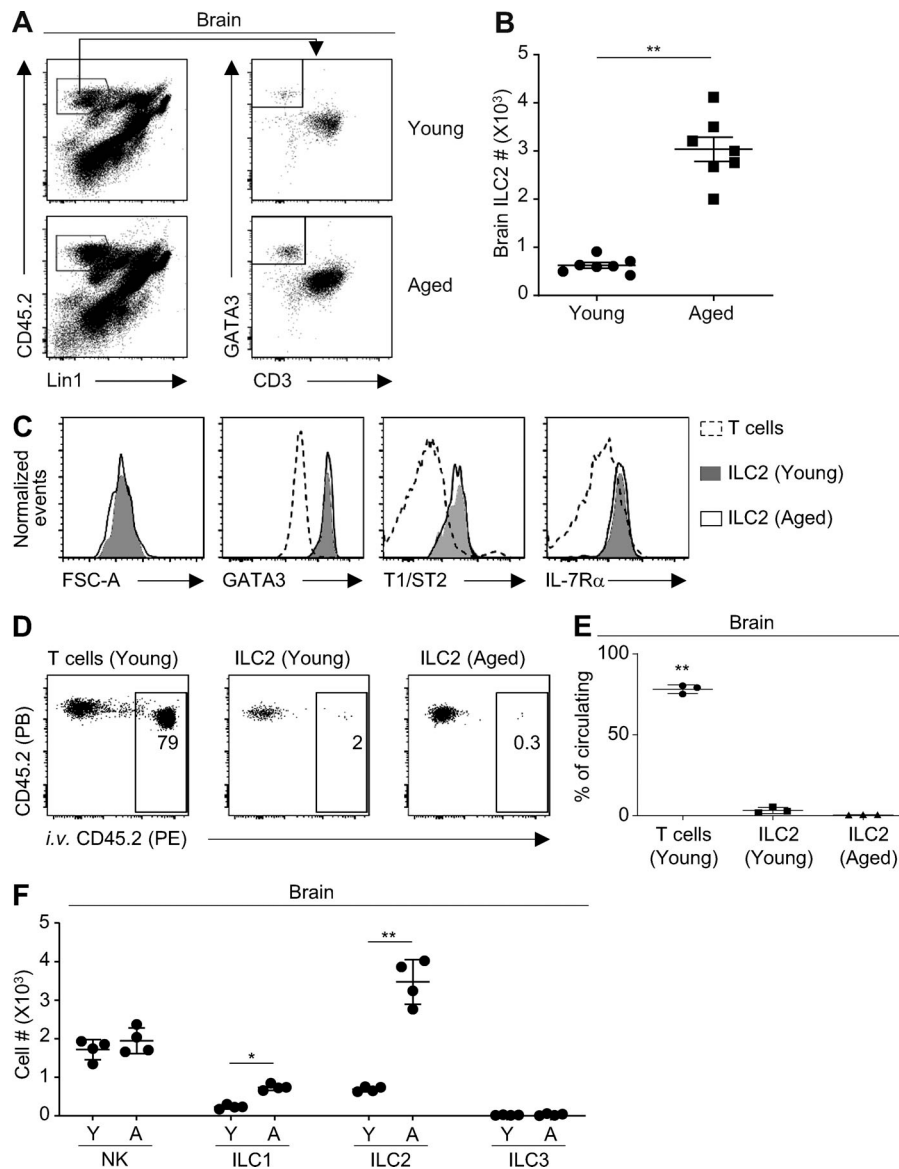 A
Brain
CD45.2
GATA3
Young
Aged
Lin1
CD3
B
**
Brain ILC2 # (X10³)
5
4
3
2
1
0
Young
Aged
C
Normalized
events
FSC-A
GATA3
T1/ST2
IL-7Rα
T cells
ILC2 (Young)
ILC2 (Aged)
D
T cells (Young)
ILC2 (Young)
ILC2 (Aged)
CD45.2 (PB)
79
2
0.3
i.v. CD45.2 (PE)
E
Brain
% of circulating
100
50
0
**
T cells
(Young)
ILC2
(Young)
ILC2
(Aged)
F
Brain
Cell # (X10³)
5
4
3
2
1
0
*
**
Y A Y A Y A Y A
NK ILC1 ILC2 ILC3